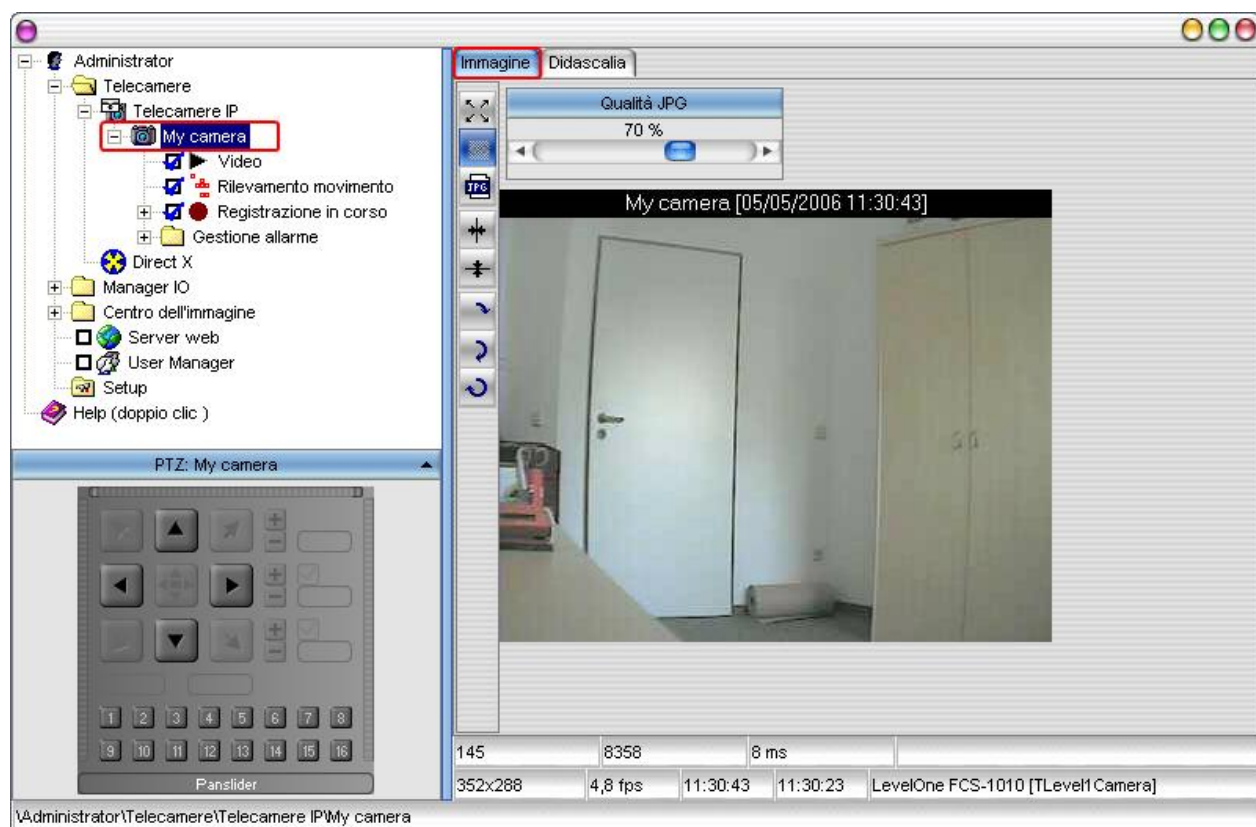 Administrator
Telecamere
Telecamere IP
My camera
Video
Rilevamento movimento
Registrazione in corso
Gestione allarme
Direct X
Manager IO
Centro dell'immagine
Server web
User Manager
Setup
Help (doppio clic )
PTZ: My camera
1 2 3 4 5 6 7 8
9 10 11 12 13 14 15 16
Panslider
Immagine Didascalia
Qualità JPG
70 %
JPG
My camera [05/05/2006 11:30:43]
145 8358 8 ms
352x288 4,8 fps 11:30:43 11:30:23 LevelOne FCS-1010 [TLevel1Camera]
\Administrator\Telecamere\Telecamere IP\My camera